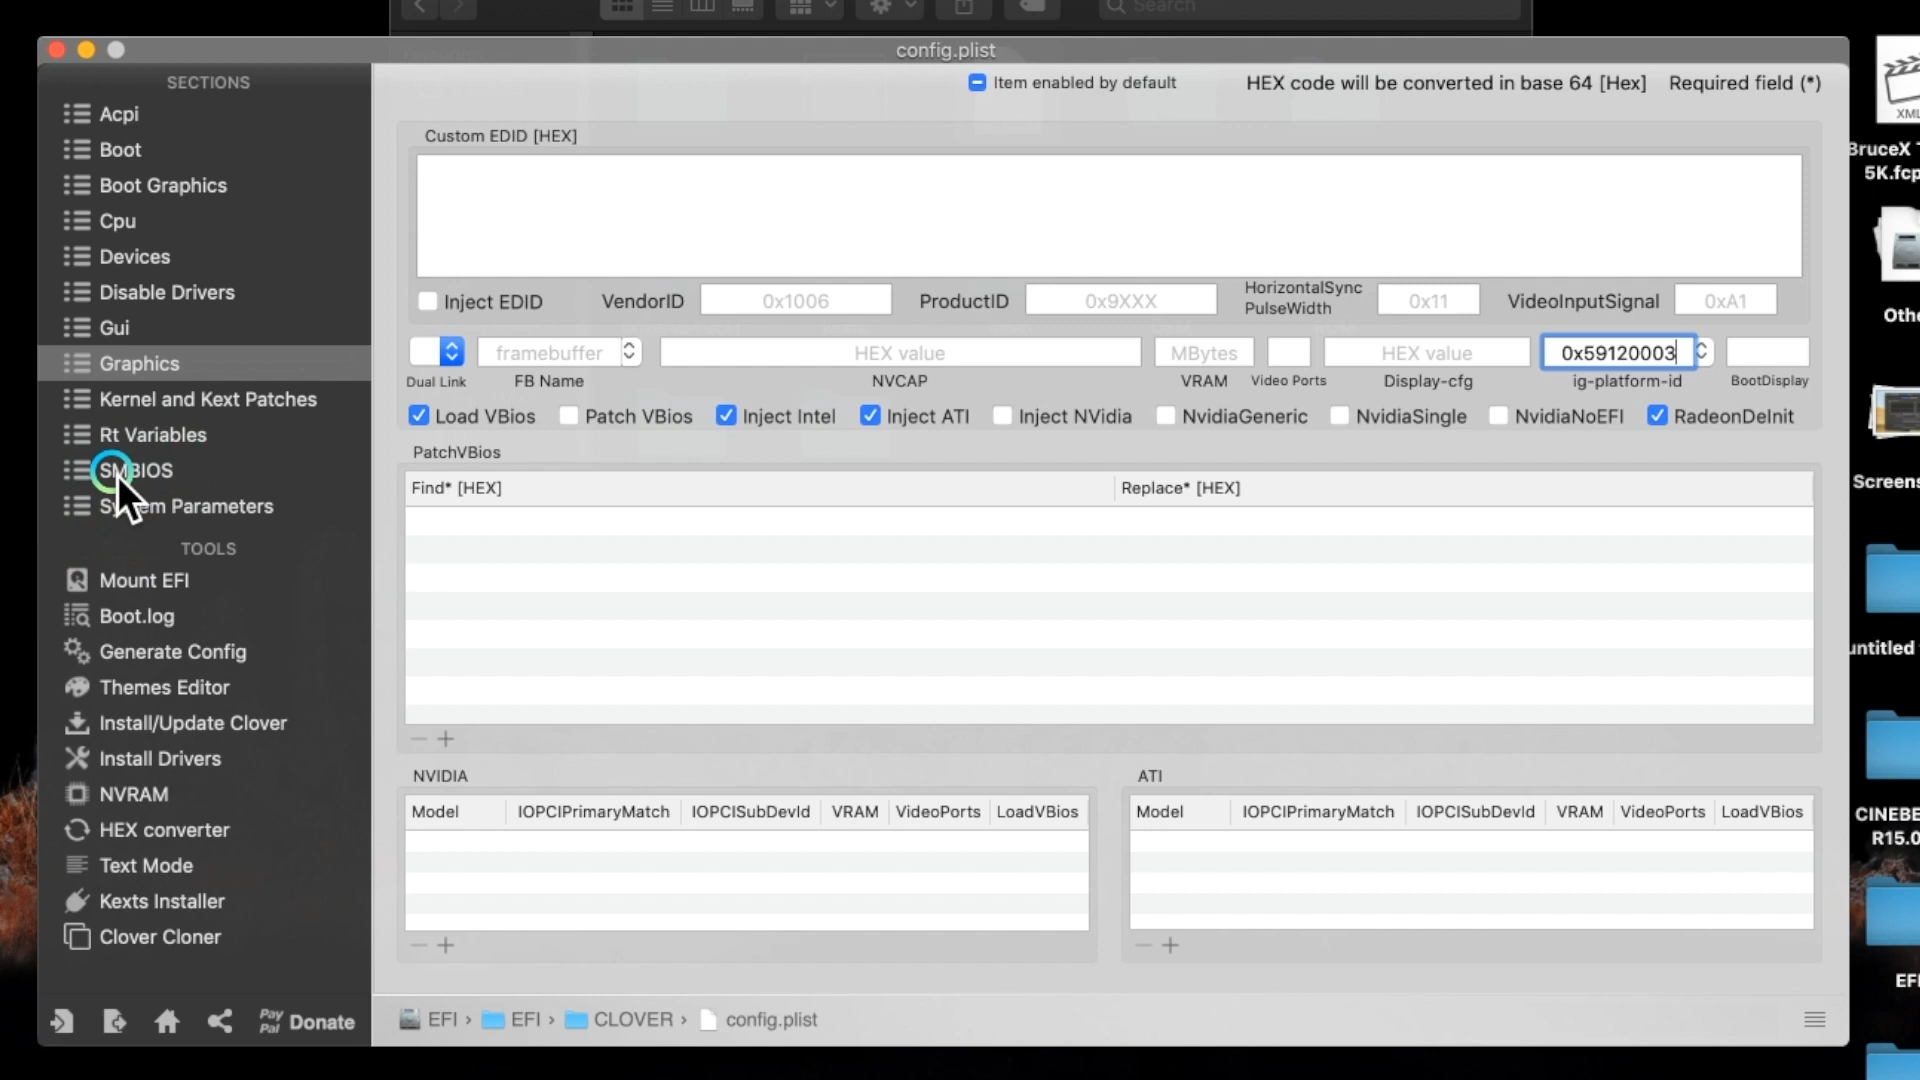 Search
config.plist
SECTIONS
Acpi
Boot
Boot Graphics
Cpu
Devices
Disable Drivers
Gui
Graphics
Kernel and Kext Patches
Rt Variables
SMBIOS
System Parameters
TOOLS
Mount EFI
Boot.log
Generate Config
Themes Editor
Install/Update Clover
Install Drivers
NVRAM
HEX converter
Text Mode
Kexts Installer
Clover Cloner
Pay
Pal Donate
Item enabled by default HEX code will be converted in base 64 [Hex] Required field (*)
Custom EDID [HEX]
Inject EDID VendorID 0x1006 ProductID 0x9XXX HorizontalSync PulseWidth 0x11 VideoInputSignal 0xA1
framebuffer HEX value MBytes HEX value 0x59120003
Dual Link FB Name NVCAP VRAM Video Ports Display-cfg ig-platform-id BootDisplay
Load VBios Patch VBios Inject Intel Inject ATI Inject NVidia NvidiaGeneric NvidiaSingle NvidiaNoEFI RadeonDeInit
PatchVBios
Find* [HEX] Replace* [HEX]
− +
NVIDIA ATI
Model IOPCIPrimaryMatch IOPCISubDevId VRAM VideoPorts LoadVBios Model IOPCIPrimaryMatch IOPCISubDevId VRAM VideoPorts LoadVBios
− + − +
EFI › EFI › CLOVER › config.plist
XML
BruceX
5K.fcp
Othe
Screens
untitled
CINEBE
R15.0
EFI